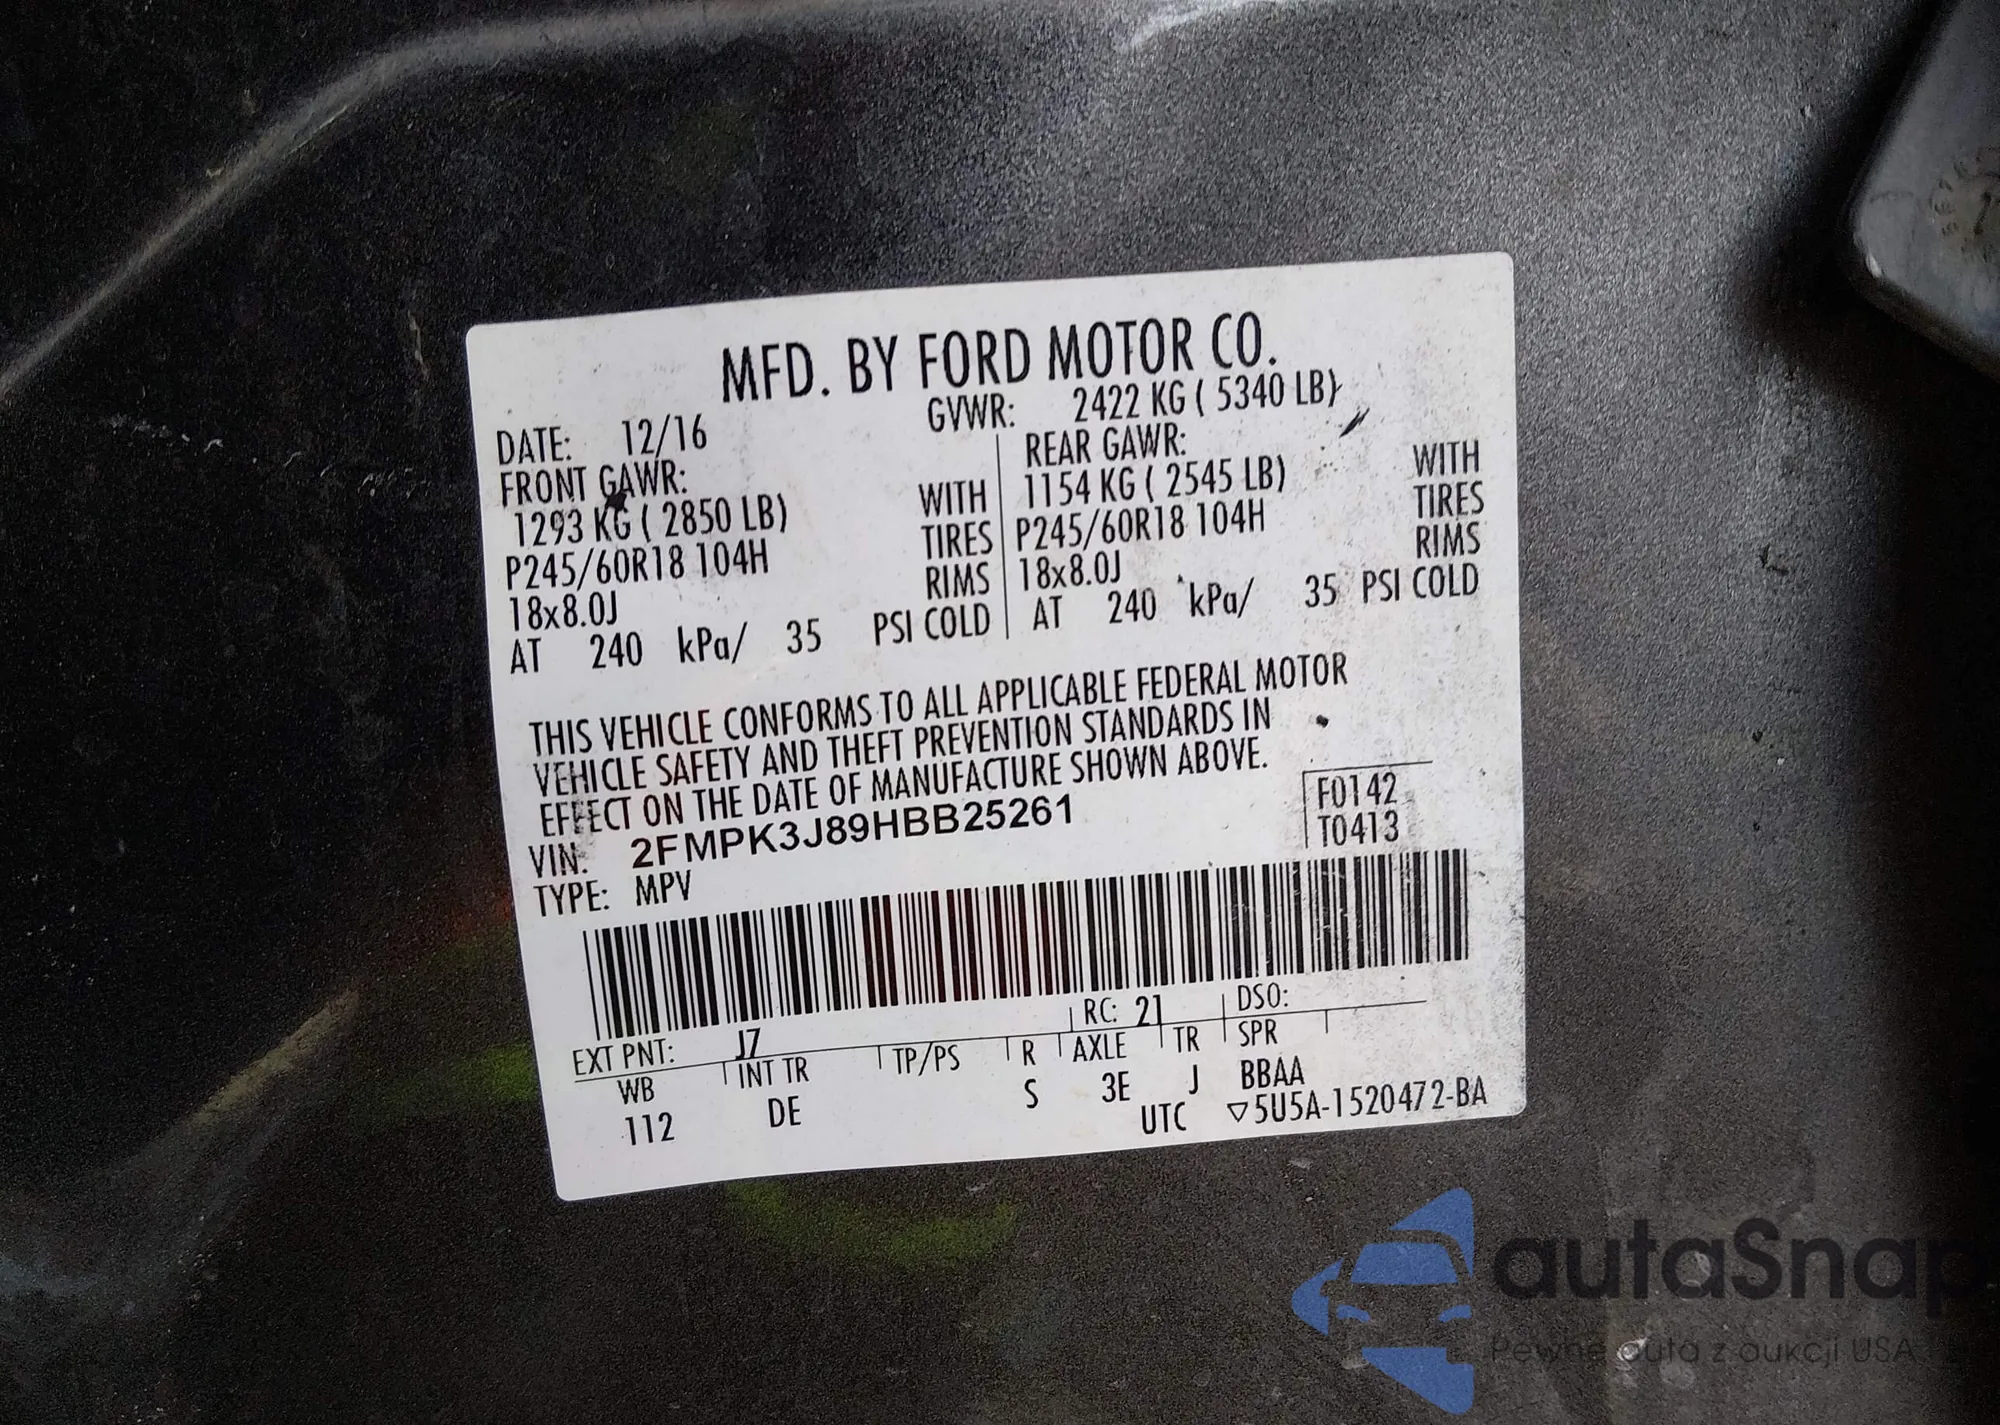 MFD. BY FORD MOTOR CO.
DATE: 12/16 GVWR: 2422 KG ( 5340 LB)
FRONT GAWR: REAR GAWR:
1293 KG ( 2850 LB) WITH 1154 KG ( 2545 LB) WITH
P245/60R18 104H TIRES P245/60R18 104H TIRES
18x8.0J RIMS 18x8.0J RIMS
AT 240 kPa/ 35 PSI COLD AT 240 kPa/ 35 PSI COLD
THIS VEHICLE CONFORMS TO ALL APPLICABLE FEDERAL MOTOR
VEHICLE SAFETY AND THEFT PREVENTION STANDARDS IN
EFFECT ON THE DATE OF MANUFACTURE SHOWN ABOVE.
VIN: 2FMPK3J89HBB25261 F0142
TYPE: MPV T0413
EXT PNT: J7 RC: 21 DSO:
WB INT TR TP/PS R AXLE TR SPR
112 DE S 3E J BBAA
UTC ▽5U5A-1520472-BA
autaSnap
Pewne auta z aukcji USA